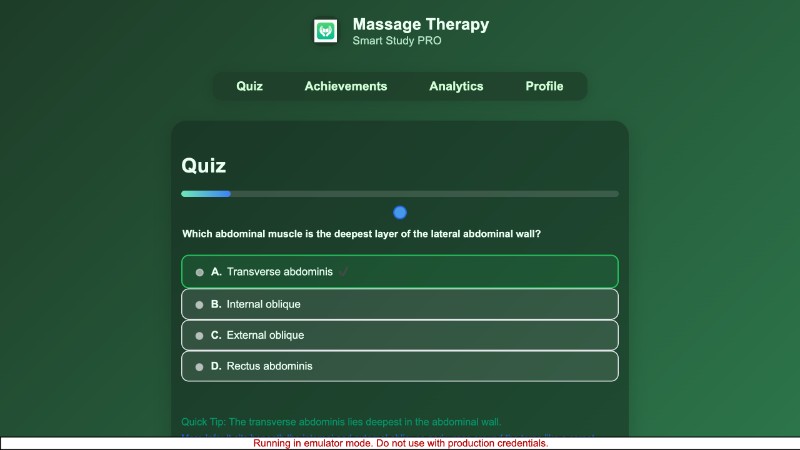 Massage Therapy
Smart Study PRO
Quiz
Achievements
Analytics
Profile
Quiz
Which abdominal muscle is the deepest layer of the lateral abdominal wall?
A. Transverse abdominis ✓
B. Internal oblique
C. External oblique
D. Rectus abdominis
Quick Tip: The transverse abdominis lies deepest in the abdominal wall.
Running in emulator mode. Do not use with production credentials.